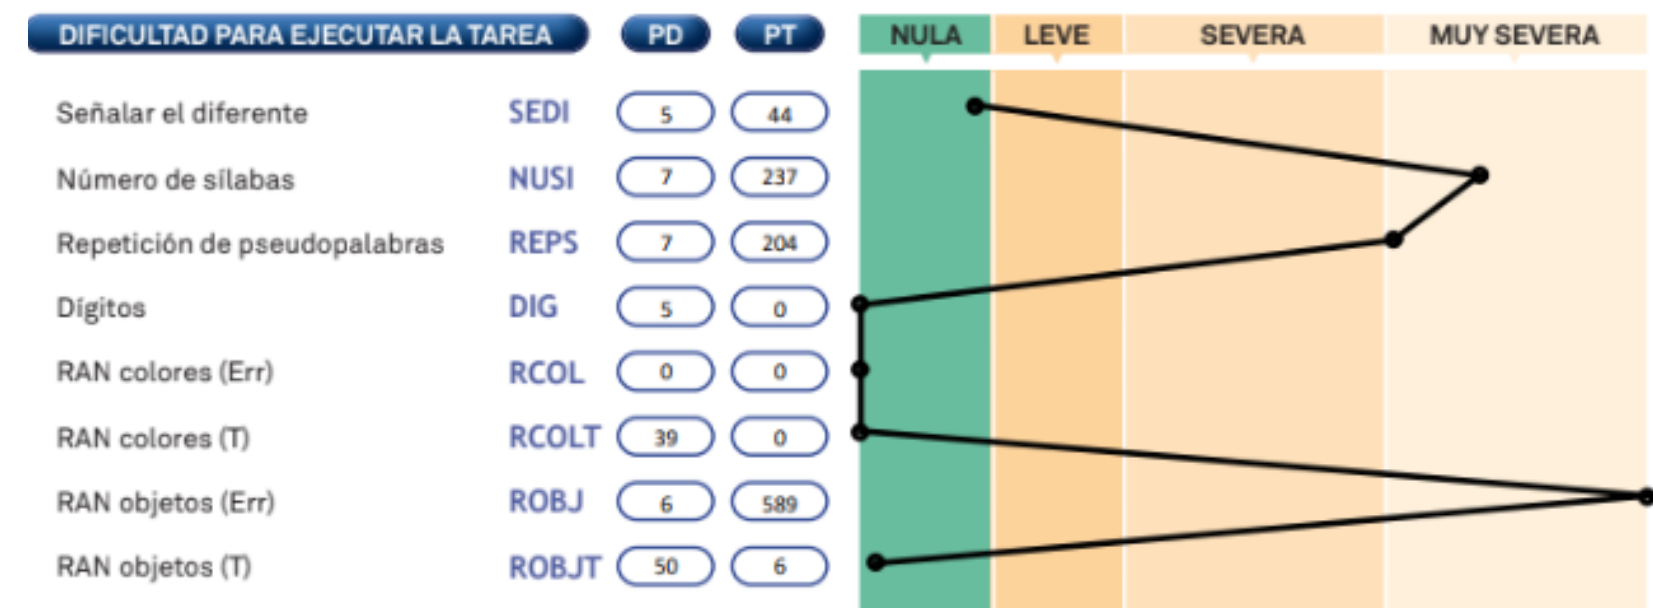 DIFICULTAD PARA EJECUTAR LA TAREA PD PT NULA LEVE SEVERA MUY SEVERA
Señalar el diferente SEDI 5 44
Número de sílabas NUSI 7 237
Repetición de pseudopalabras REPS 7 204
Dígitos DIG 5 0
RAN colores (Err) RCOL 0 0
RAN colores (T) RCOLT 39 0
RAN objetos (Err) ROBJ 6 589
RAN objetos (T) ROBJT 50 6